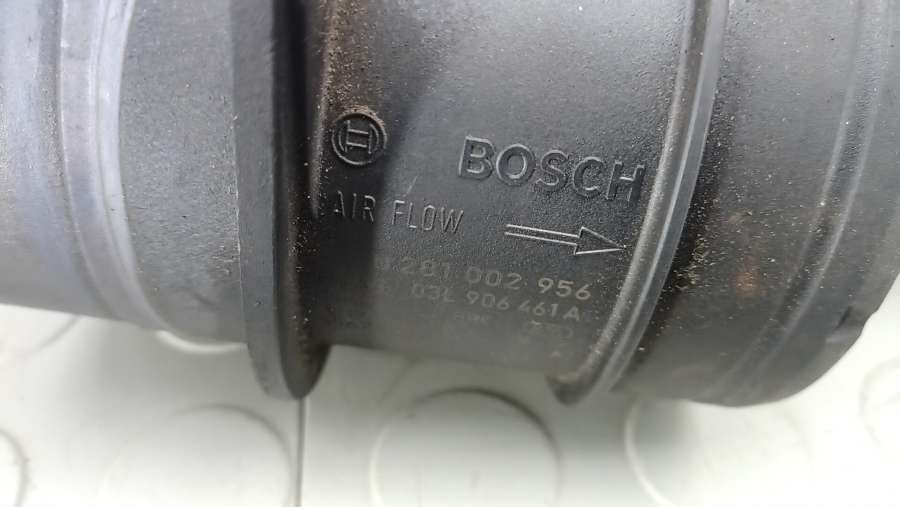 BOSCH
AIR FLOW
281 002 956
03L 906 461 A